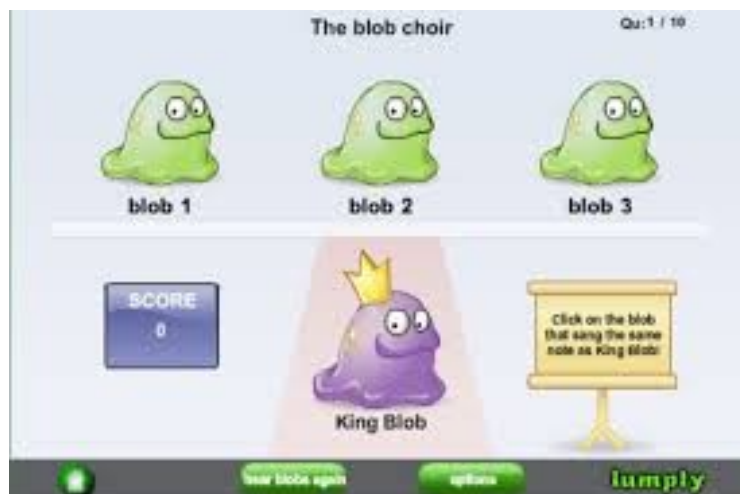 The blob choir
Qu:1 / 10
blob 1
blob 2
blob 3
SCORE
0
Click on the blob
that sang the same
note as King Blob!
King Blob
hear blobs again
options
lumply